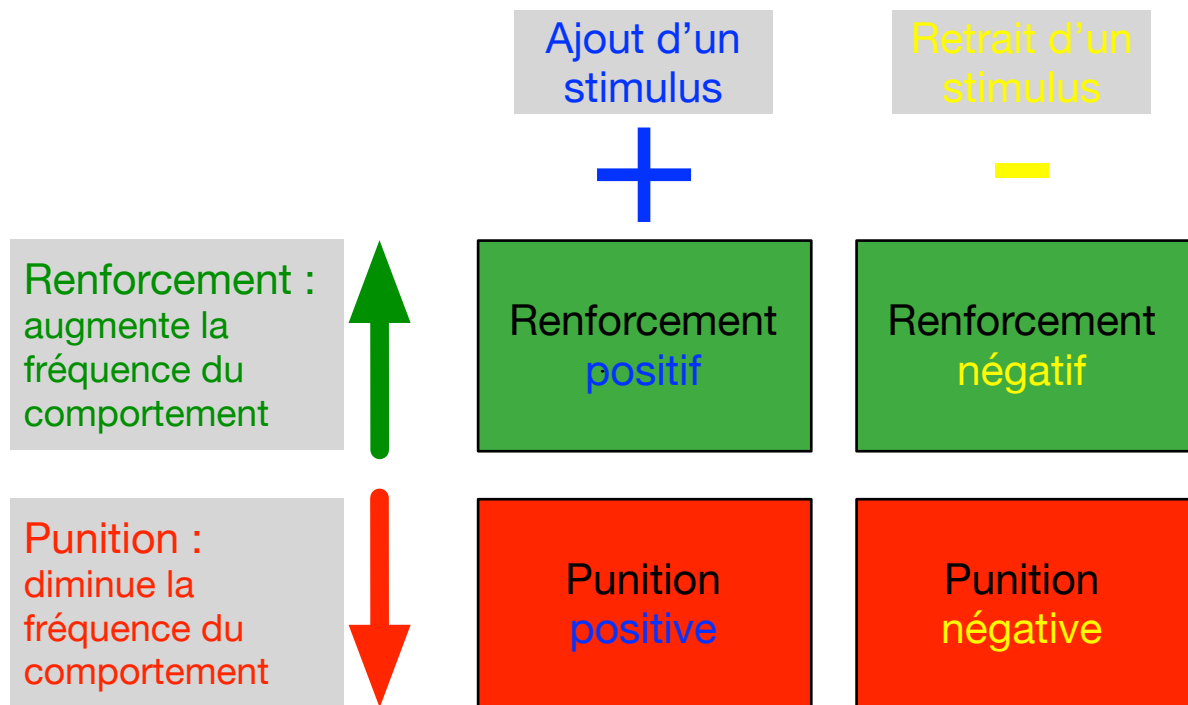 Ajout d’un
stimulus
Retrait d’un
stimulus
+
-
Renforcement :
augmente la
fréquence du
comportement
Renforcement
positif
Renforcement
négatif
Punition :
diminue la
fréquence du
comportement
Punition
positive
Punition
négative